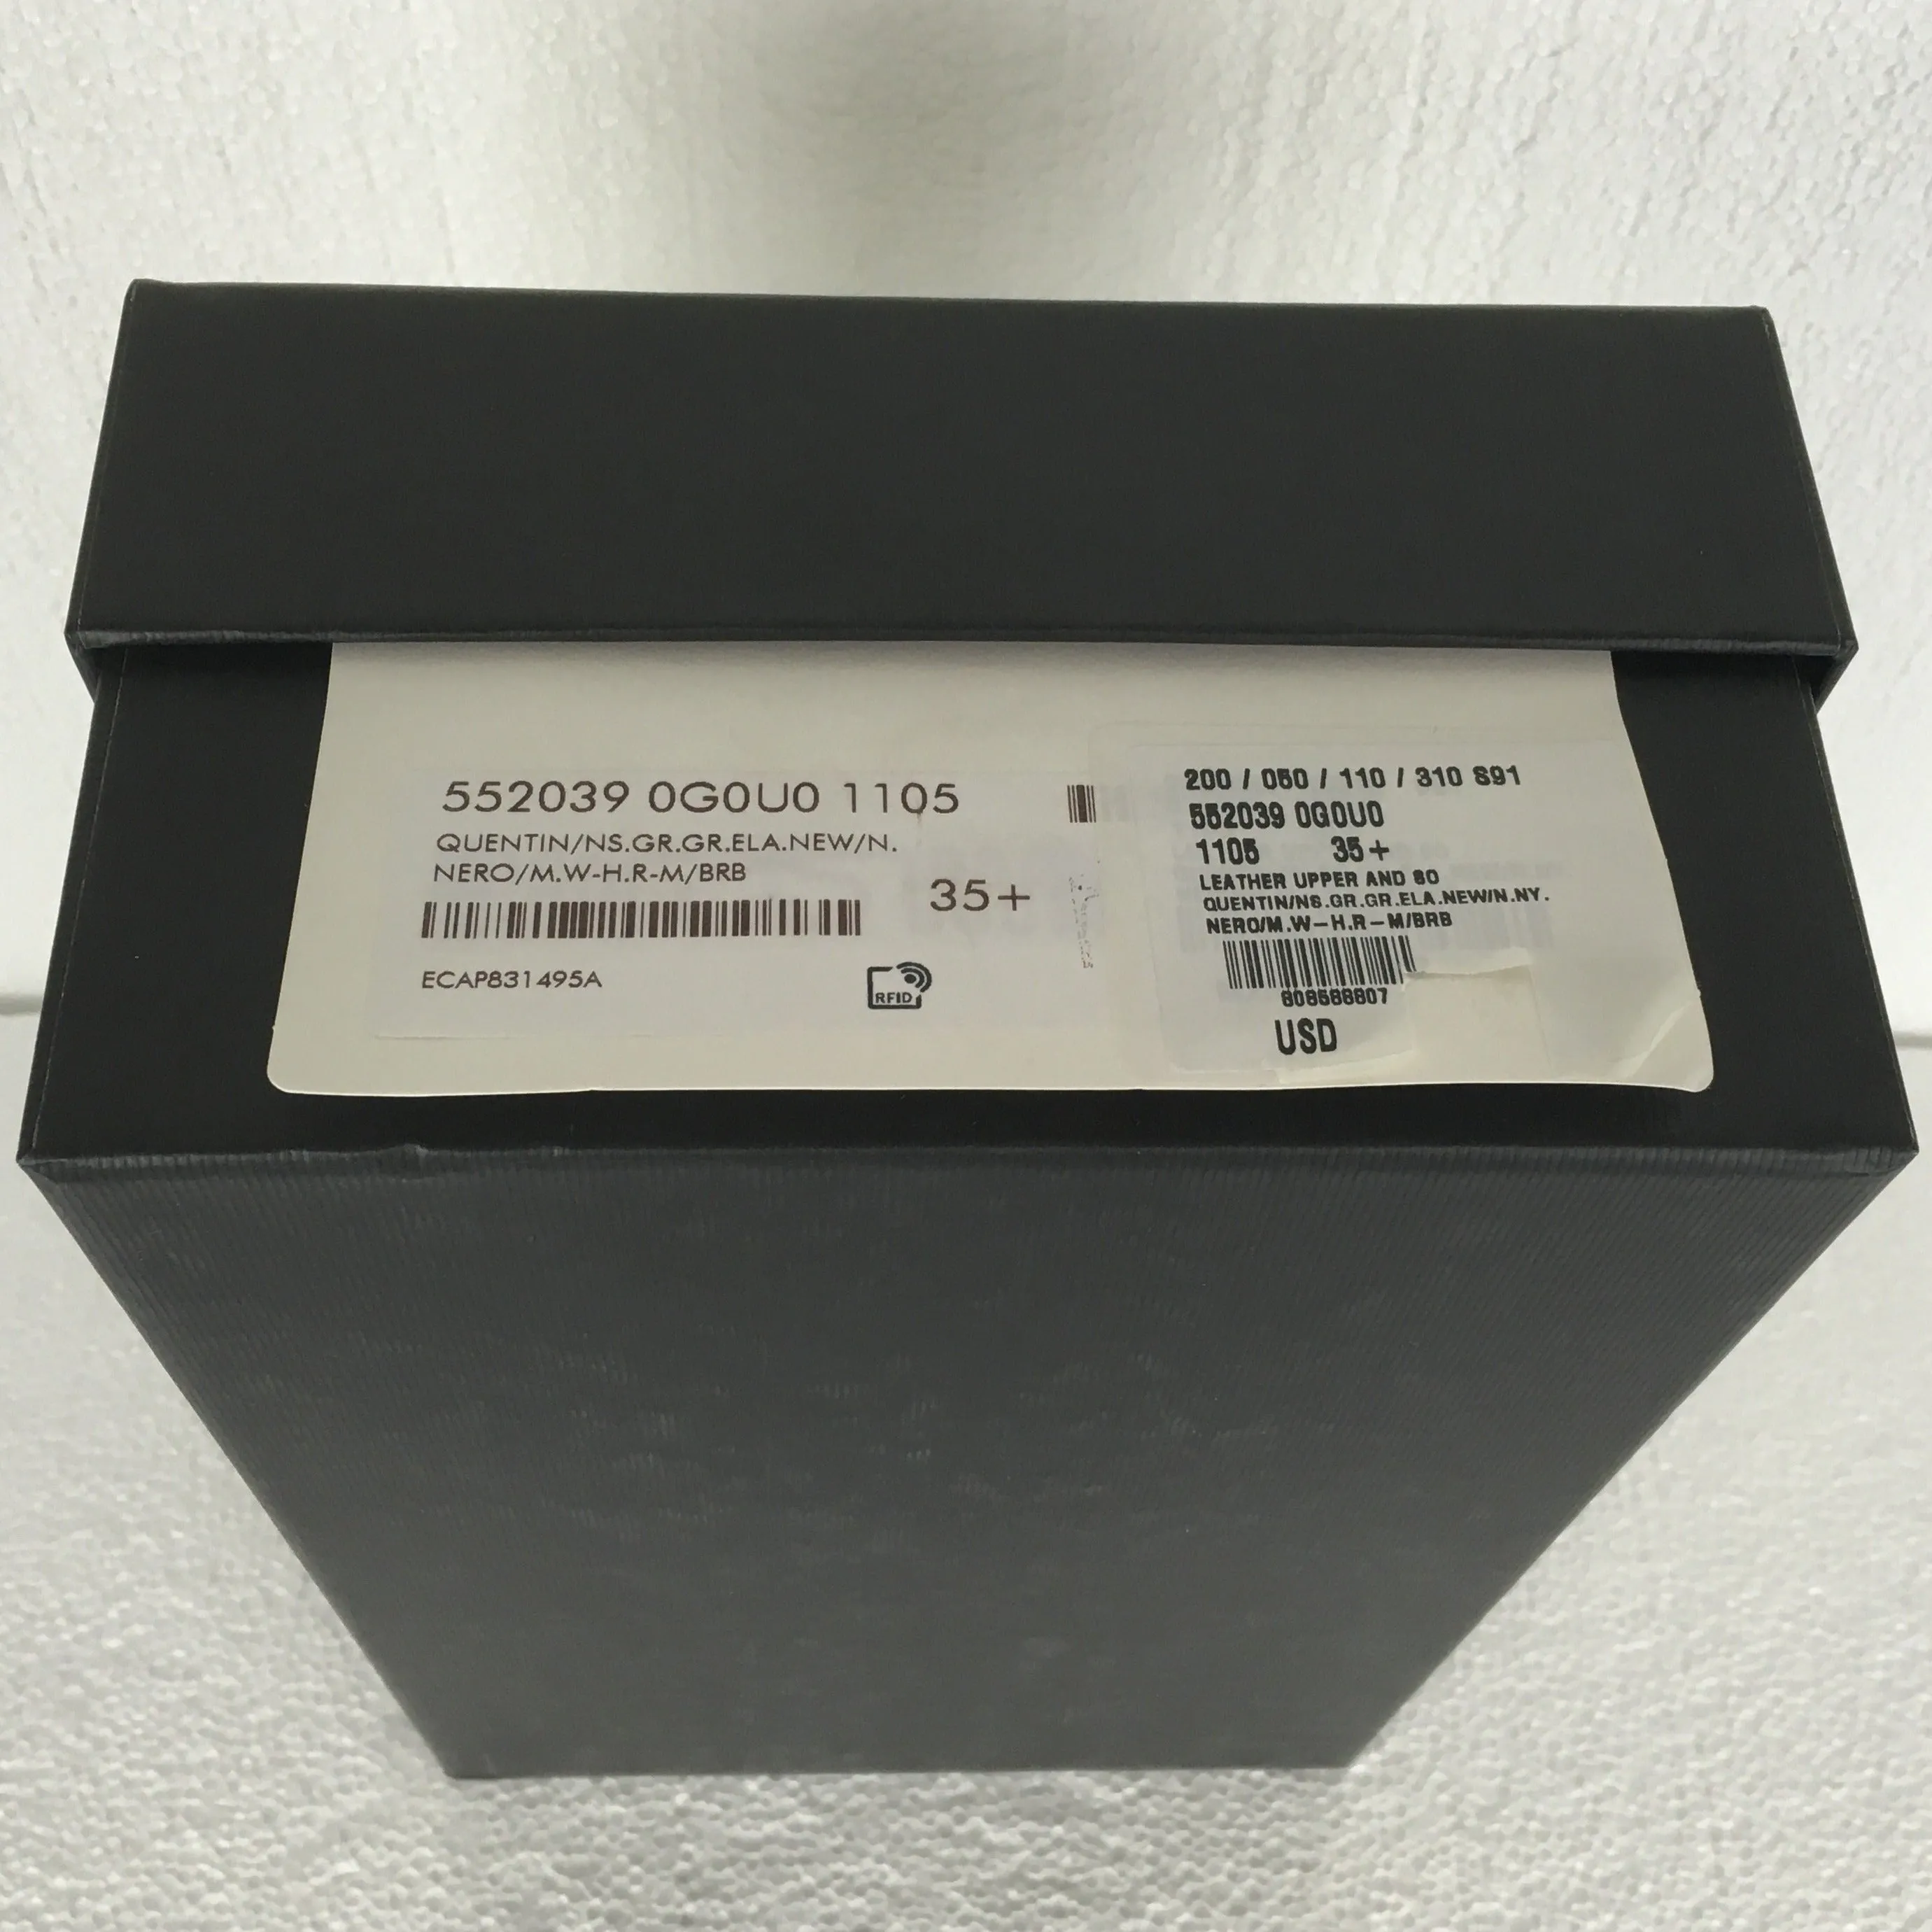 552039 0G0U0 1105
QUENTIN/NS.GR.GR.ELA.NEW/N.
NERO/M.W-H.R-M/BRB
35+
ECAP831495A
RFID
200 / 050 / 110 / 310 S91
552039 0G0U0
1105 35+
LEATHER UPPER AND SO
QUENTIN/NS.GR.GR.ELA.NEW/N.NY.
NERO/M.W-H.R-M/BRB
USD